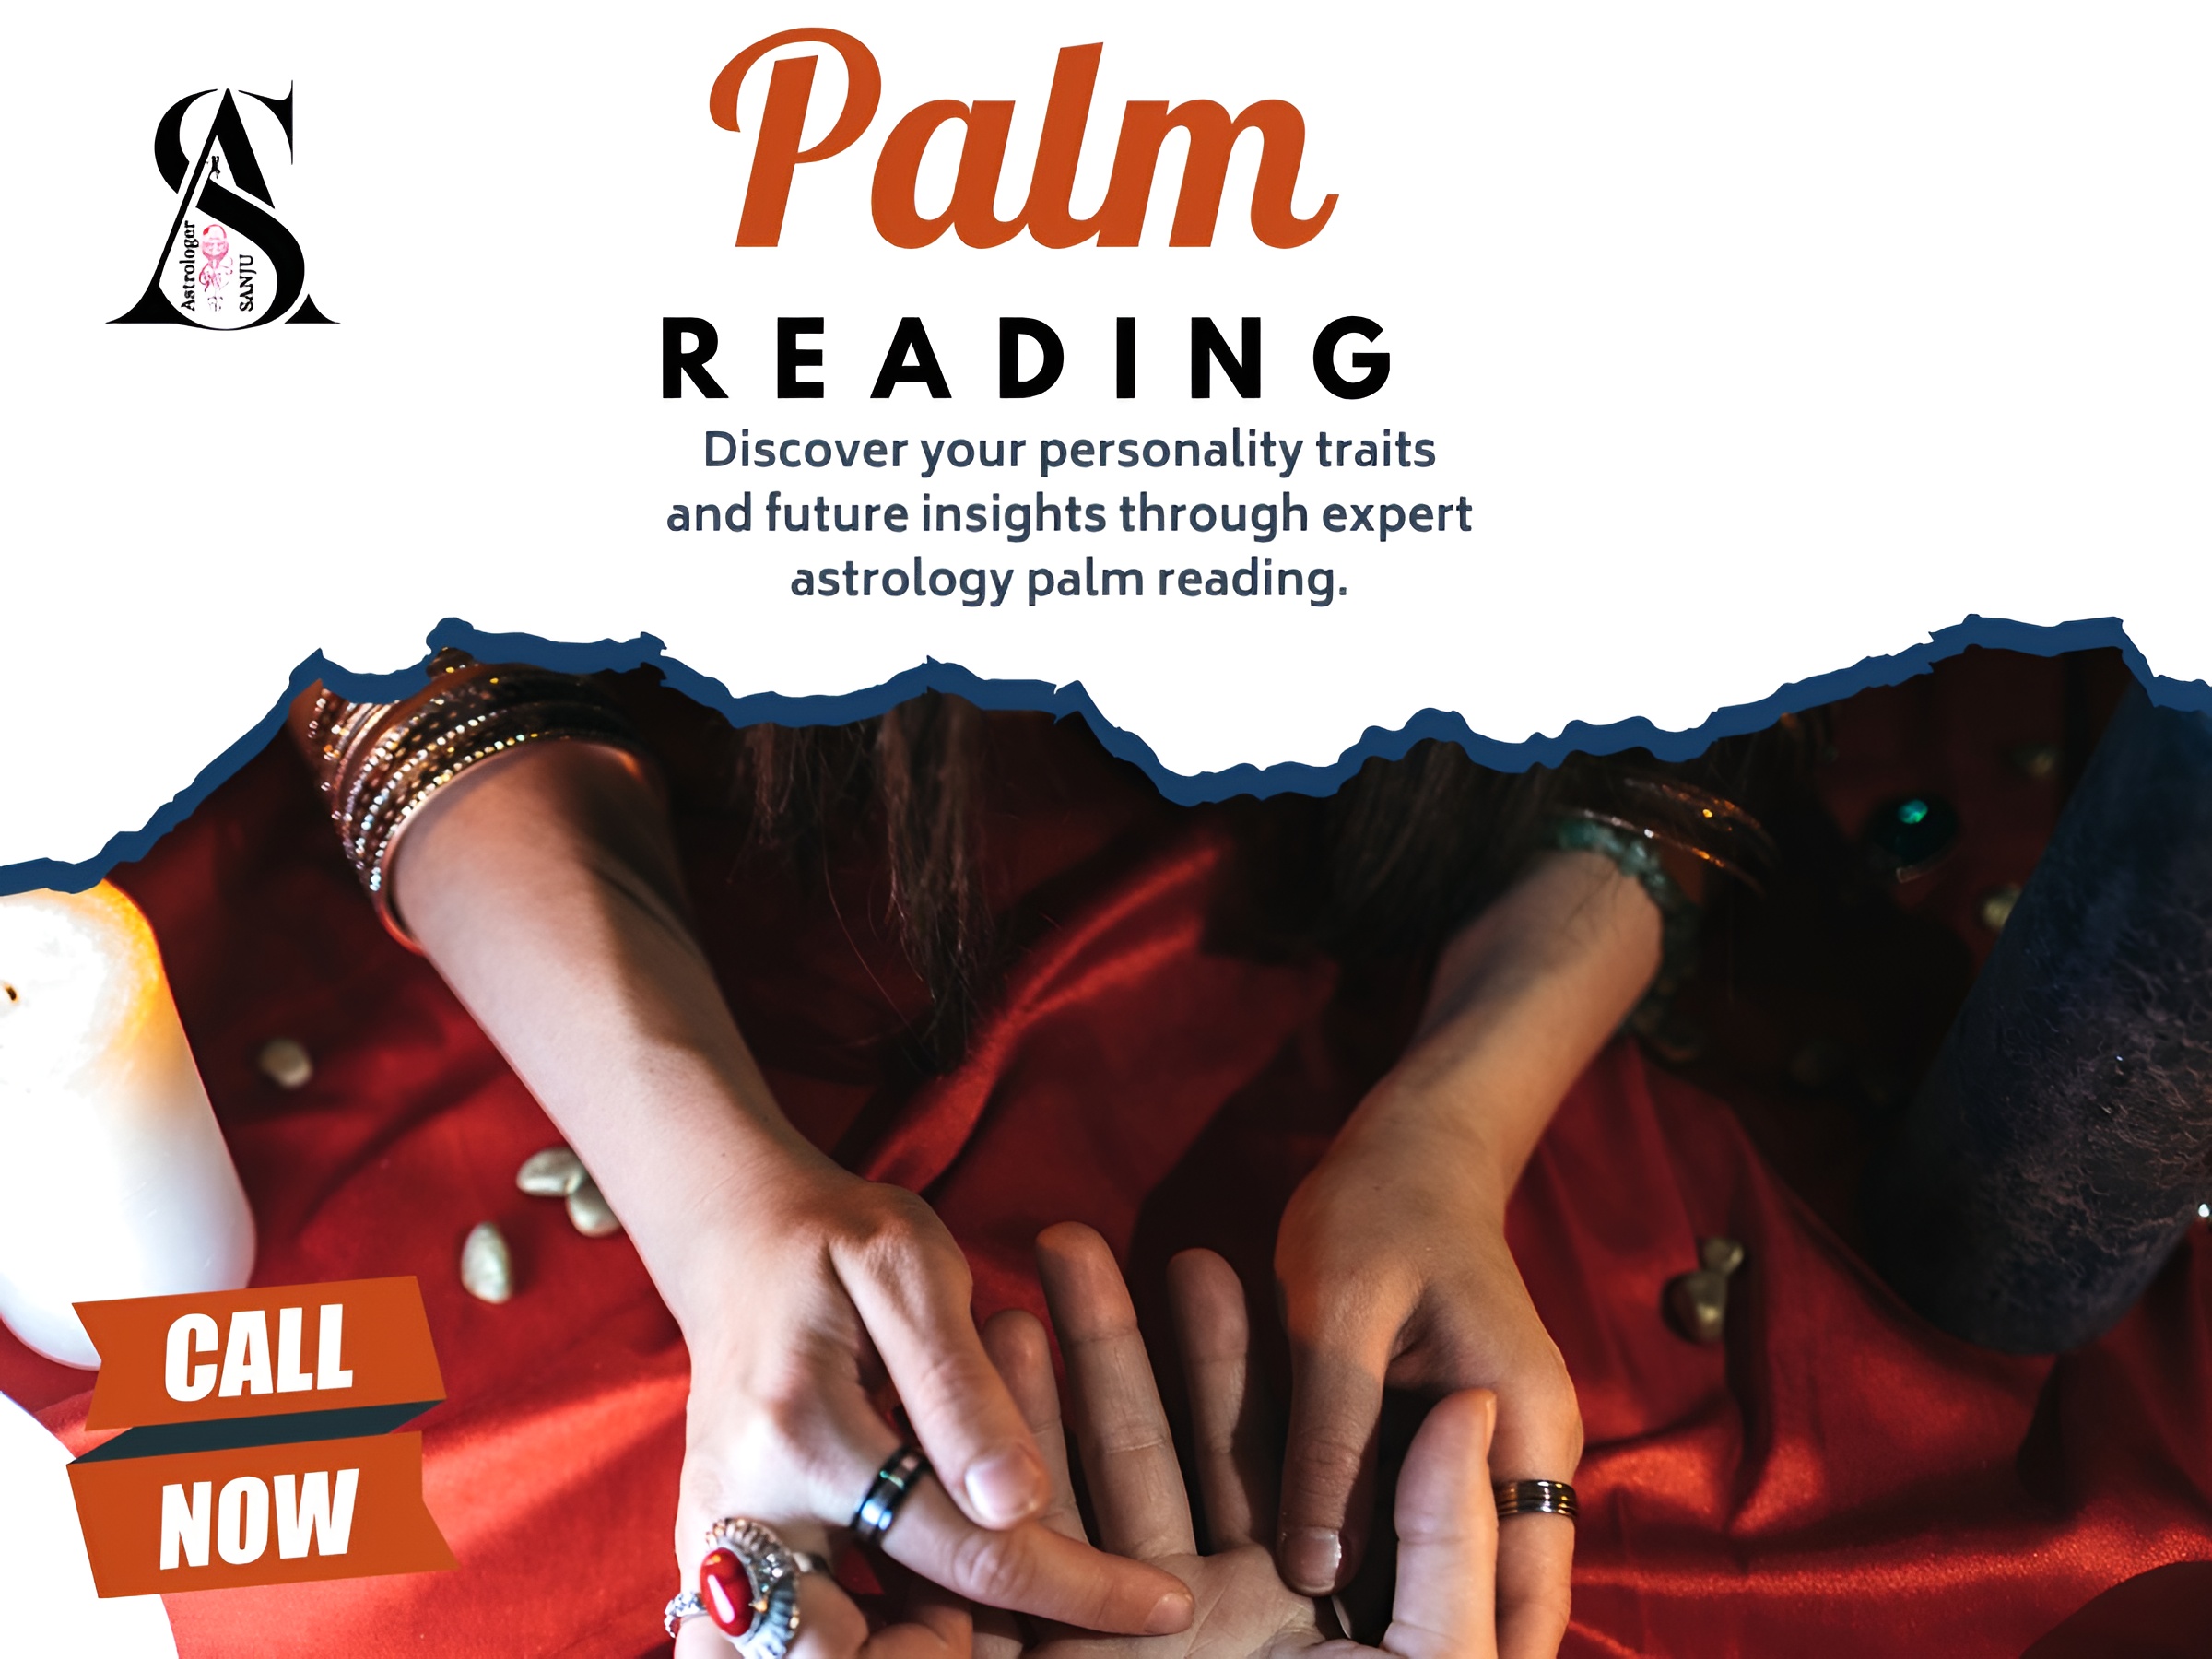 Astrologer
SANJU
Palm
READING
Discover your personality traits
and future insights through expert
astrology palm reading.
CALL
NOW